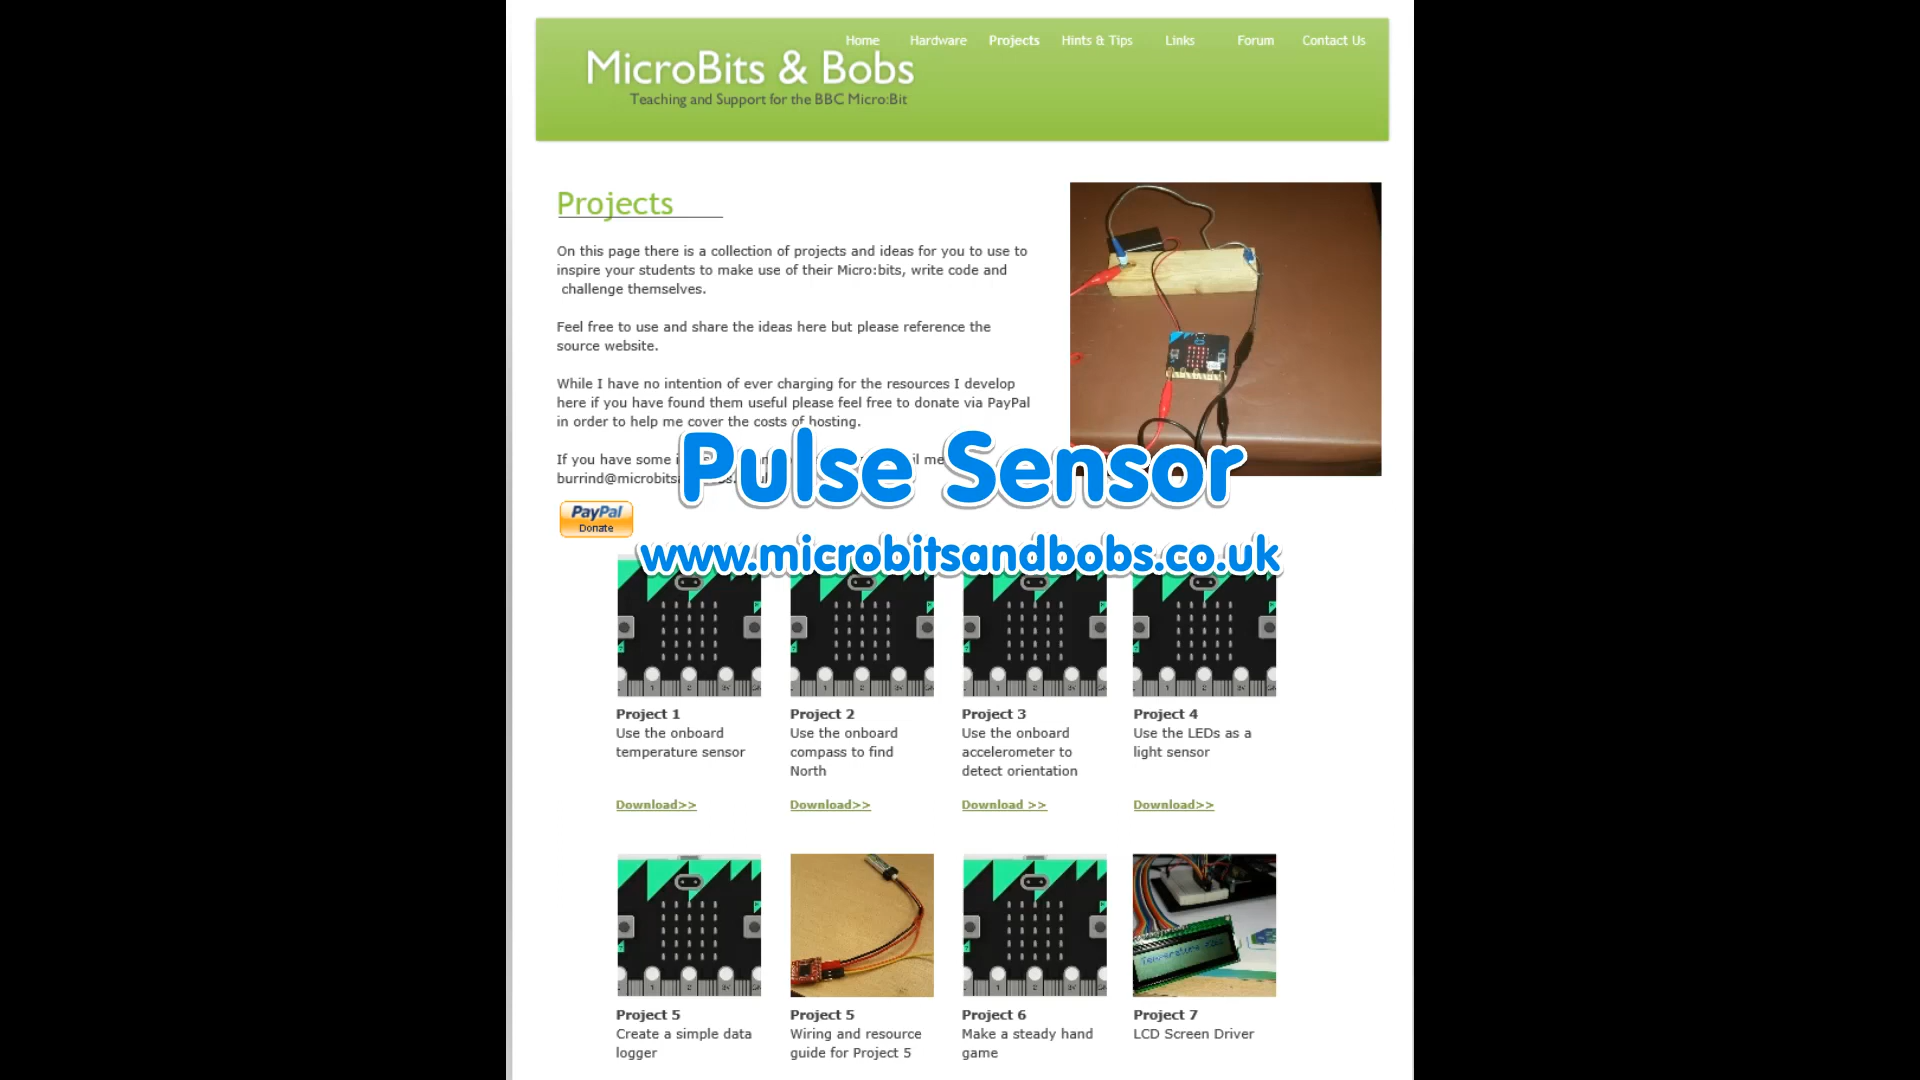 Home Hardware Projects Hints & Tips Links Forum Contact Us
MicroBits & Bobs
Teaching and Support for the BBC Micro:Bit
Projects
On this page there is a collection of projects and ideas for you to use to
inspire your students to make use of their Micro:bits, write code and
challenge themselves.
Feel free to use and share the ideas here but please reference the
source website.
While I have no intention of ever charging for the resources I develop
here if you have found them useful please feel free to donate via PayPal
in order to help me cover the costs of hosting.
If you have some me
Pulse Sensor
PayPal
Donate
www.microbitsandbobs.co.uk
Project 1
Use the onboard
temperature sensor
Download>>
Project 2
Use the onboard
compass to find
North
Download>>
Project 3
Use the onboard
accelerometer to
detect orientation
Download >>
Project 4
Use the LEDs as a
light sensor
Download>>
Project 5
Create a simple data
logger
Project 5
Wiring and resource
guide for Project 5
Project 6
Make a steady hand
game
Project 7
LCD Screen Driver